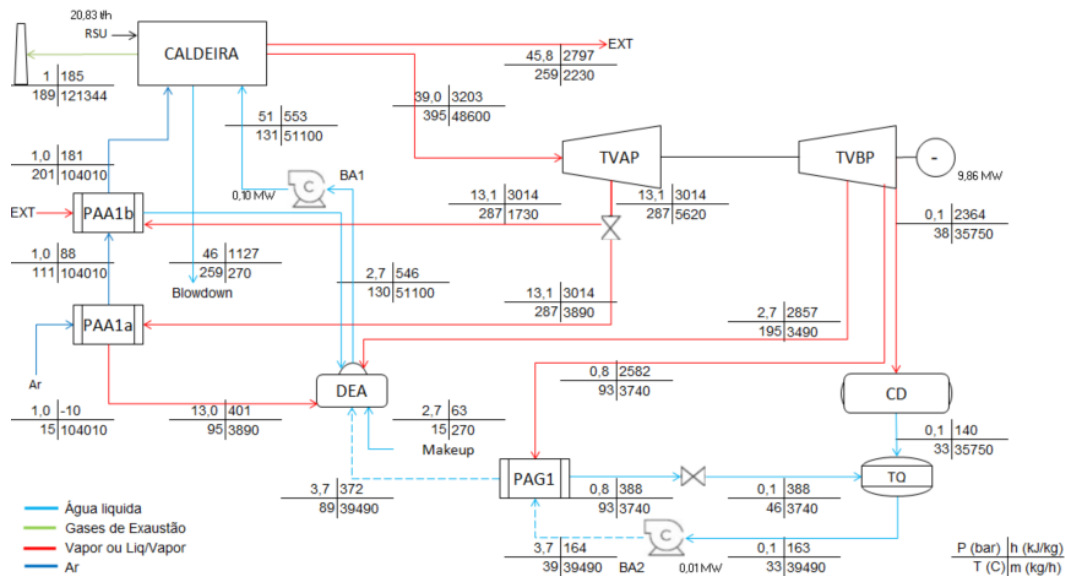 20,83 t/h
RSU
CALDEIRA
EXT
1 | 185
189 | 121344
45,8 | 2797
259 | 2230
39,0 | 3203
395 | 48600
51 | 553
131 | 51100
BA1
0,10 MW
C
TVAP
TVBP
-
9,86 MW
1,0 | 181
201 | 104010
13,1 | 3014
287 | 1730
13,1 | 3014
287 | 5620
0,1 | 2364
38 | 35750
EXT
PAA1b
1,0 | 88
111 | 104010
46 | 1127
259 | 270
Blowdown
2,7 | 546
130 | 51100
13,1 | 3014
287 | 3890
2,7 | 2857
195 | 3490
PAA1a
Ar
DEA
0,8 | 2582
93 | 3740
CD
1,0 | -10
15 | 104010
13,0 | 401
95 | 3890
2,7 | 63
15 | 270
Makeup
0,1 | 140
33 | 35750
PAG1
TQ
3,7 | 372
89 | 39490
0,8 | 388
93 | 3740
0,1 | 388
46 | 3740
C
3,7 | 164
39 | 39490
BA2
0,01 MW
0,1 | 163
33 | 39490
Água liquida
Gases de Exaustão
Vapor ou Liq/Vapor
Ar
P (bar) | h (kJ/kg)
T (C) | m (kg/h)